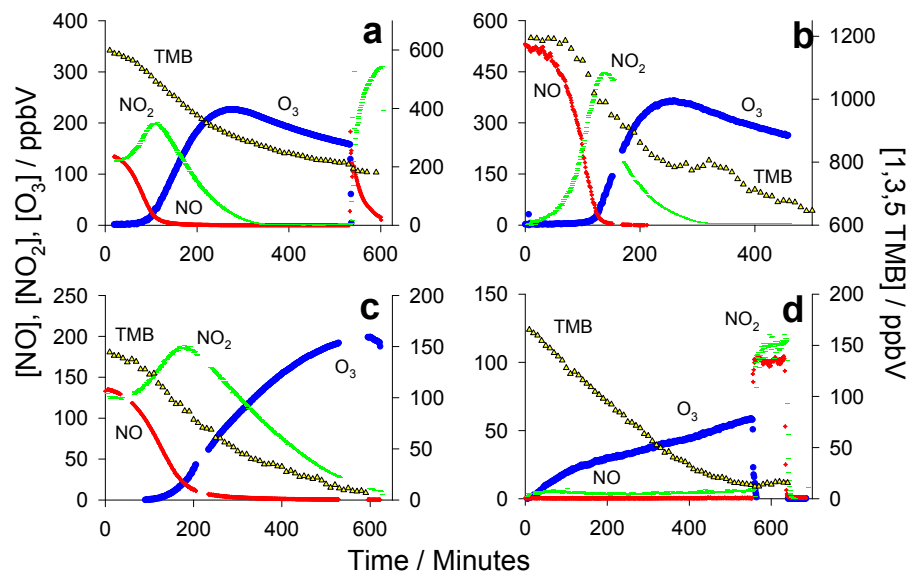 [NO], [NO2], [O3] / ppbV
400
300
200
100
0
a
TMB
NO2
O3
NO
600
400
200
0
0 200 400 600
600
450
300
150
0
b
NO
NO2
O3
TMB
1200
1000
800
600
0 200 400
250
200
150
100
50
0
c
TMB
NO2
O3
NO
200
150
100
50
0
0 200 400 600
150
100
50
0
d
TMB
NO2
O3
NO
200
150
100
50
0
0 200 400 600
[1,3,5 TMB] / ppbV
Time / Minutes